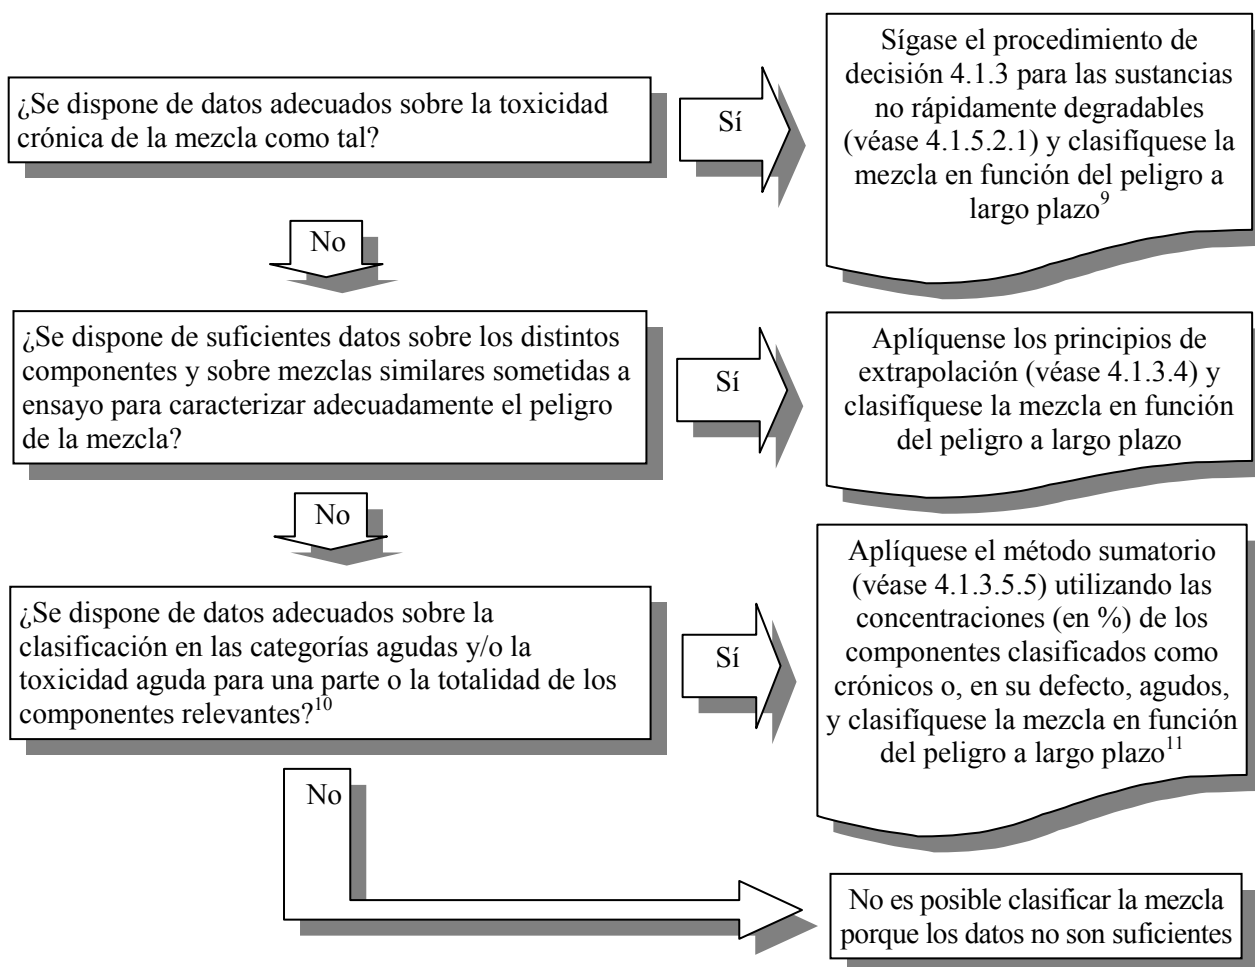 ¿Se dispone de datos adecuados sobre la toxicidad
crónica de la mezcla como tal?
Sí
Sígase el procedimiento de
decisión 4.1.3 para las sustancias
no rápidamente degradables
(véase 4.1.5.2.1) y clasifíquese la
mezcla en función del peligro a
largo plazo⁹
No
¿Se dispone de suficientes datos sobre los distintos
componentes y sobre mezclas similares sometidas a
ensayo para caracterizar adecuadamente el peligro
de la mezcla?
Sí
Aplíquense los principios de
extrapolación (véase 4.1.3.4) y
clasifíquese la mezcla en función
del peligro a largo plazo
No
¿Se dispone de datos adecuados sobre la
clasificación en las categorías agudas y/o la
toxicidad aguda para una parte o la totalidad de los
componentes relevantes?¹⁰
Sí
Aplíquese el método sumatorio
(véase 4.1.3.5.5) utilizando las
concentraciones (en %) de los
componentes clasificados como
crónicos o, en su defecto, agudos,
y clasifíquese la mezcla en función
del peligro a largo plazo¹¹
No
No es posible clasificar la mezcla
porque los datos no son suficientes